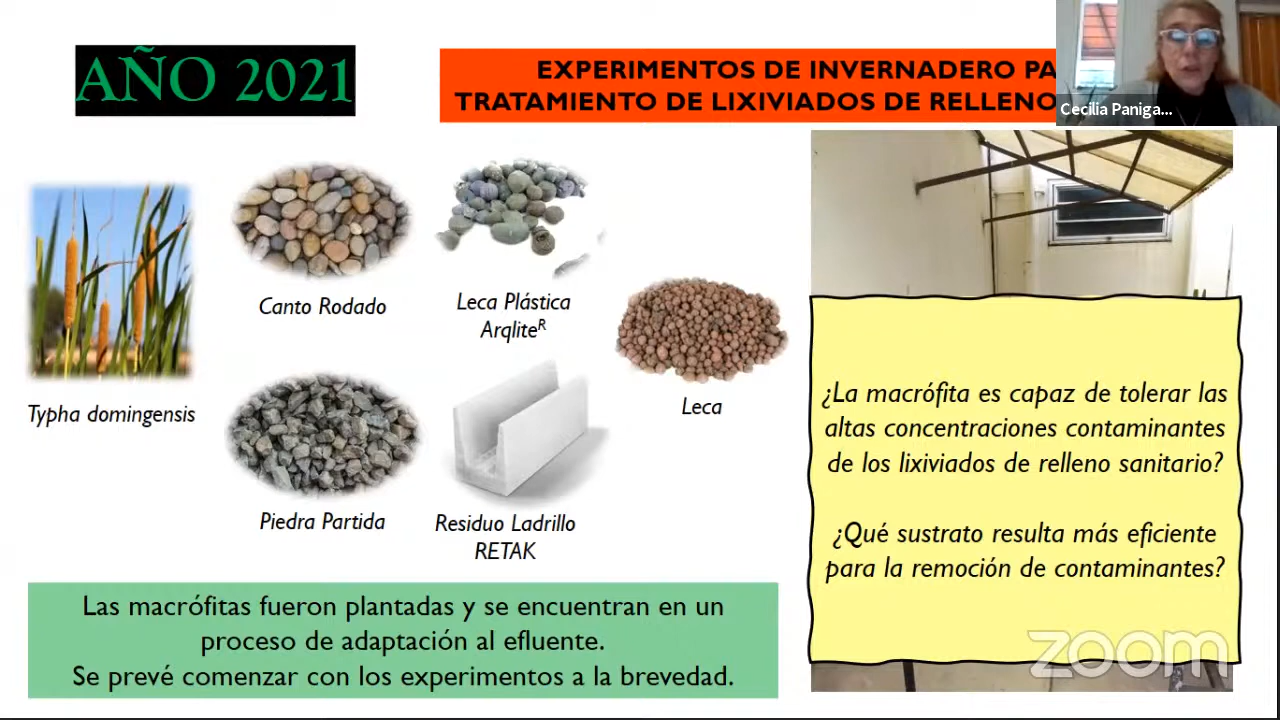 AÑO 2021
EXPERIMENTOS DE INVERNADERO PA
TRATAMIENTO DE LIXIVIADOS DE RELLENO
Cecilia Paniga...
Canto Rodado
Leca Plástica
Arqlite^R
Leca
Typha domingensis
Piedra Partida
Residuo Ladrillo
RETAK
¿La macrófita es capaz de tolerar las
altas concentraciones contaminantes
de los lixiviados de relleno sanitario?
¿Qué sustrato resulta más eficiente
para la remoción de contaminantes?
Las macrófitas fueron plantadas y se encuentran en un
proceso de adaptación al efluente.
Se prevé comenzar con los experimentos a la brevedad.
zoom